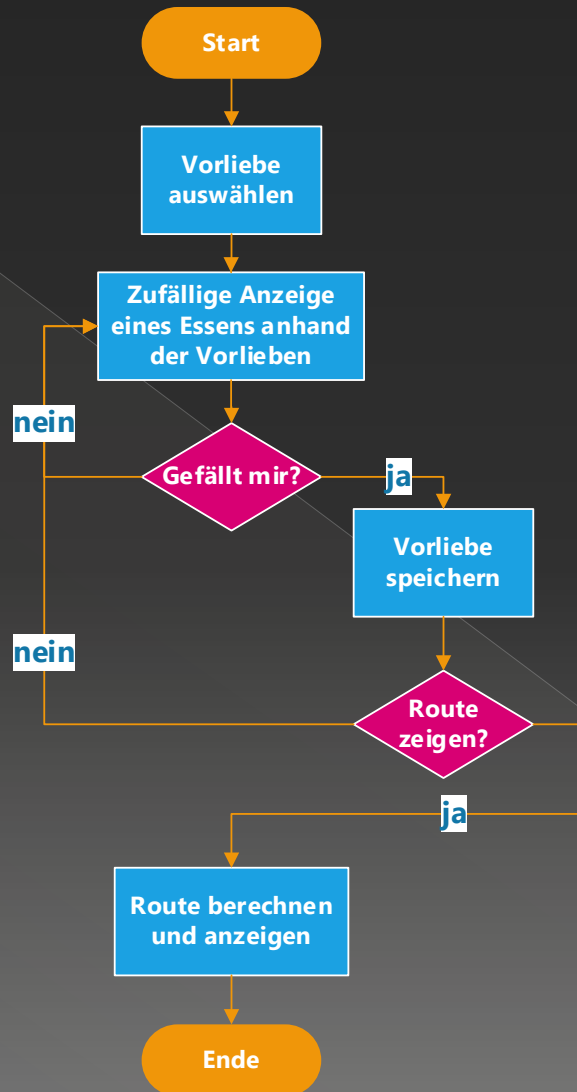 Start
Vorliebe
auswählen
Zufällige Anzeige
eines Essens anhand
der Vorlieben
nein
Gefällt mir?
ja
Vorliebe
speichern
nein
Route
zeigen?
ja
Route berechnen
und anzeigen
Ende